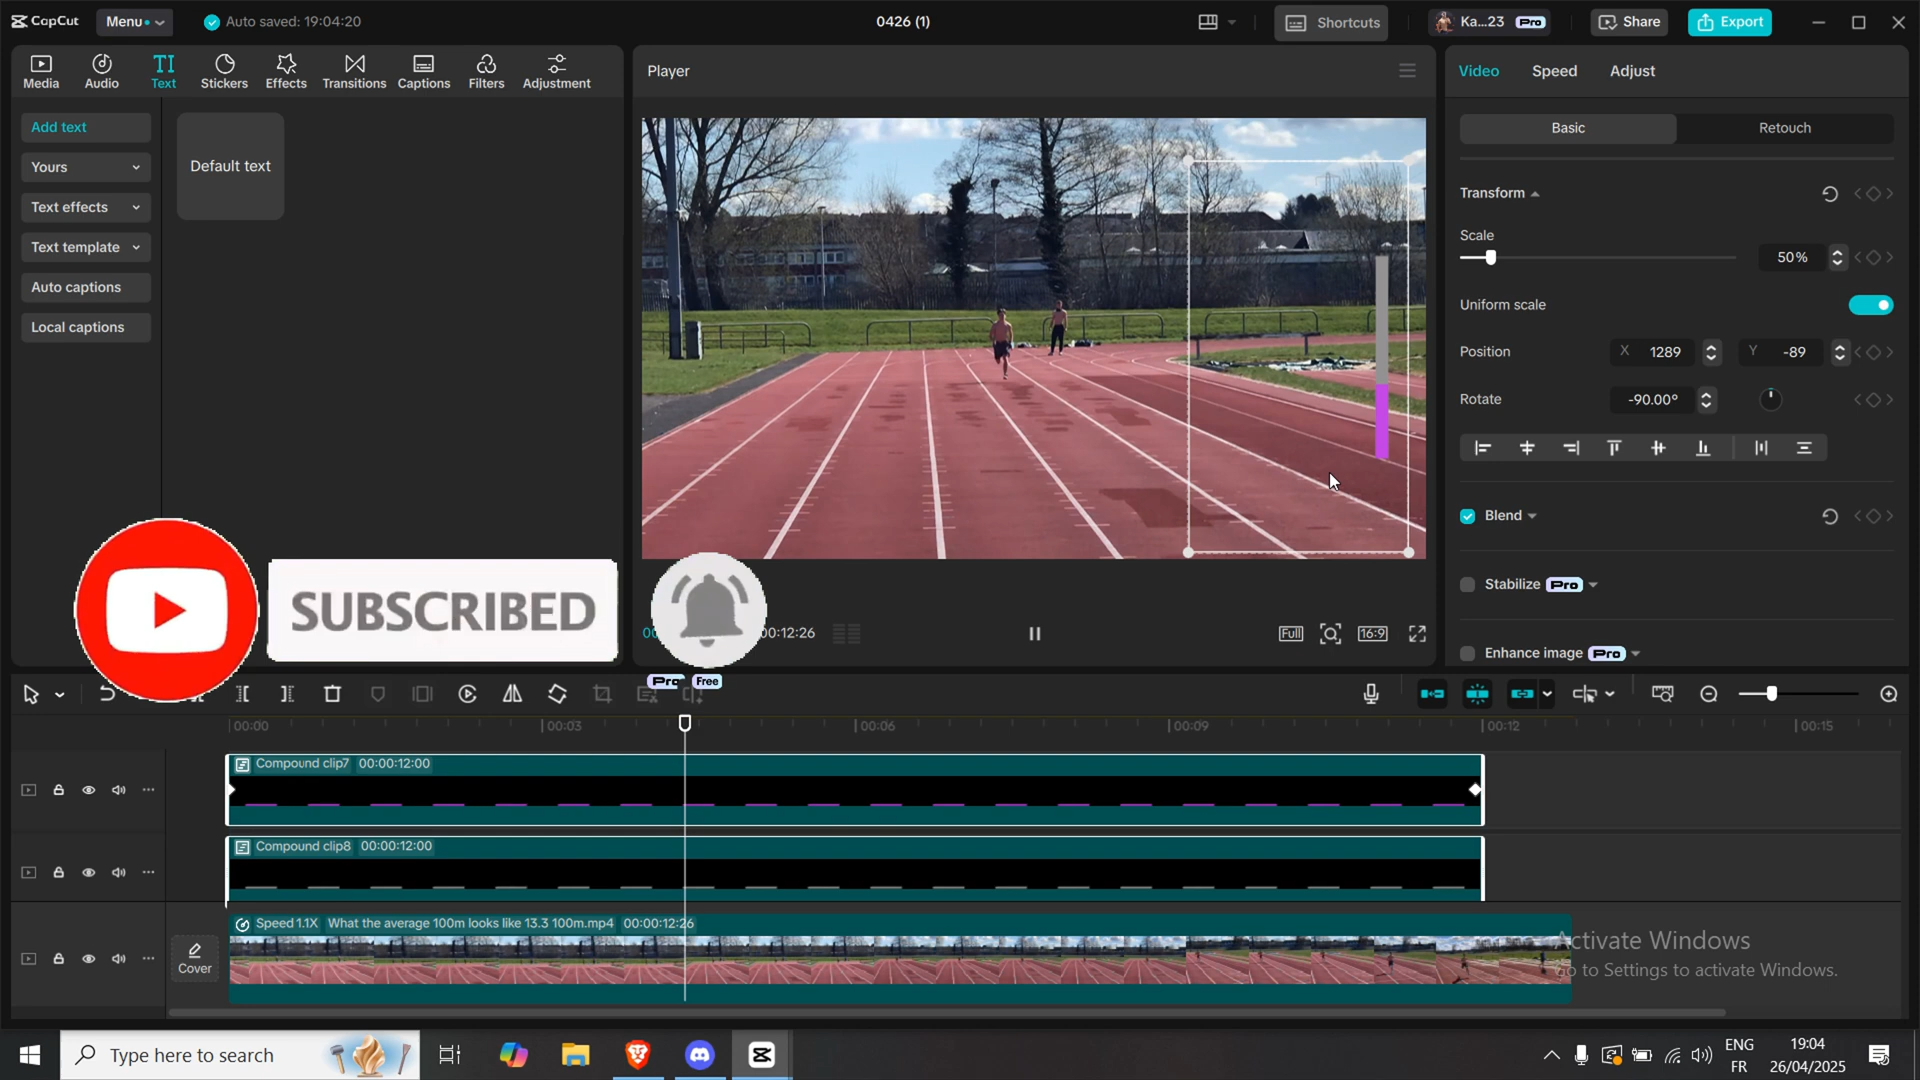 CapCut
Menu
Auto saved: 19:04:20
0426 (1)
Shortcuts
Ka...23
Pro
Share
Export
Media
Audio
TI
Text
Stickers
Effects
Transitions
Captions
Filters
Adjustment
Add text
Yours
Text effects
Text template
Auto captions
Local captions
Default text
Player
Video
Speed
Adjust
Basic
Retouch
Transform
Scale
50%
Uniform scale
Position
X 1289
Y -89
Rotate
-90.00°
Blend
Stabilize Pro
Enhance image Pro
SUBSCRIBED
00:12:26
Full
16:9
Pro
Free
00:00
00:03
00:06
00:09
00:12
00:15
Compound clip7 00:00:12:00
Compound clip8 00:00:12:00
Cover
Speed 1.1X What the average 100m looks like 13.3 100m.mp4 00:00:12:26
Activate Windows
Go to Settings to activate Windows.
Type here to search
ENG
FR
19:04
26/04/2025